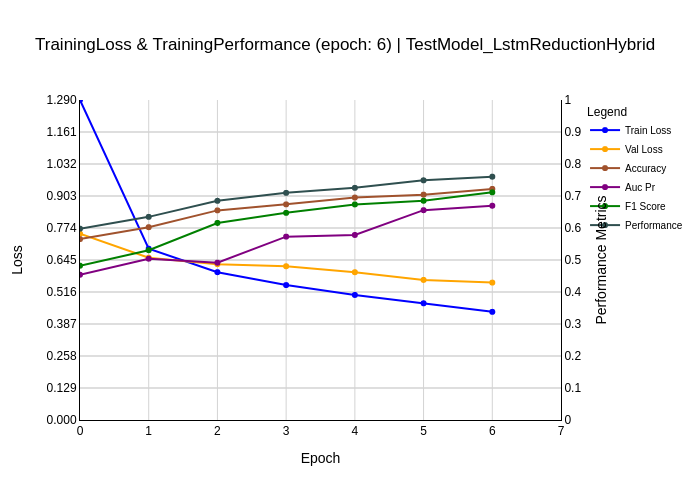 TrainingLoss & TrainingPerformance (epoch: 6) | TestModel_LstmReductionHybrid
1.290
1.161
1.032
0.903
0.774
0.645
0.516
0.387
0.258
0.129
0.000
Loss
0
1
2
3
4
5
6
7
Epoch
1
0.9
0.8
0.7
0.6
0.5
0.4
0.3
0.2
0.1
0
Performance Metrics
Legend
Train Loss
Val Loss
Accuracy
Auc Pr
F1 Score
Performance